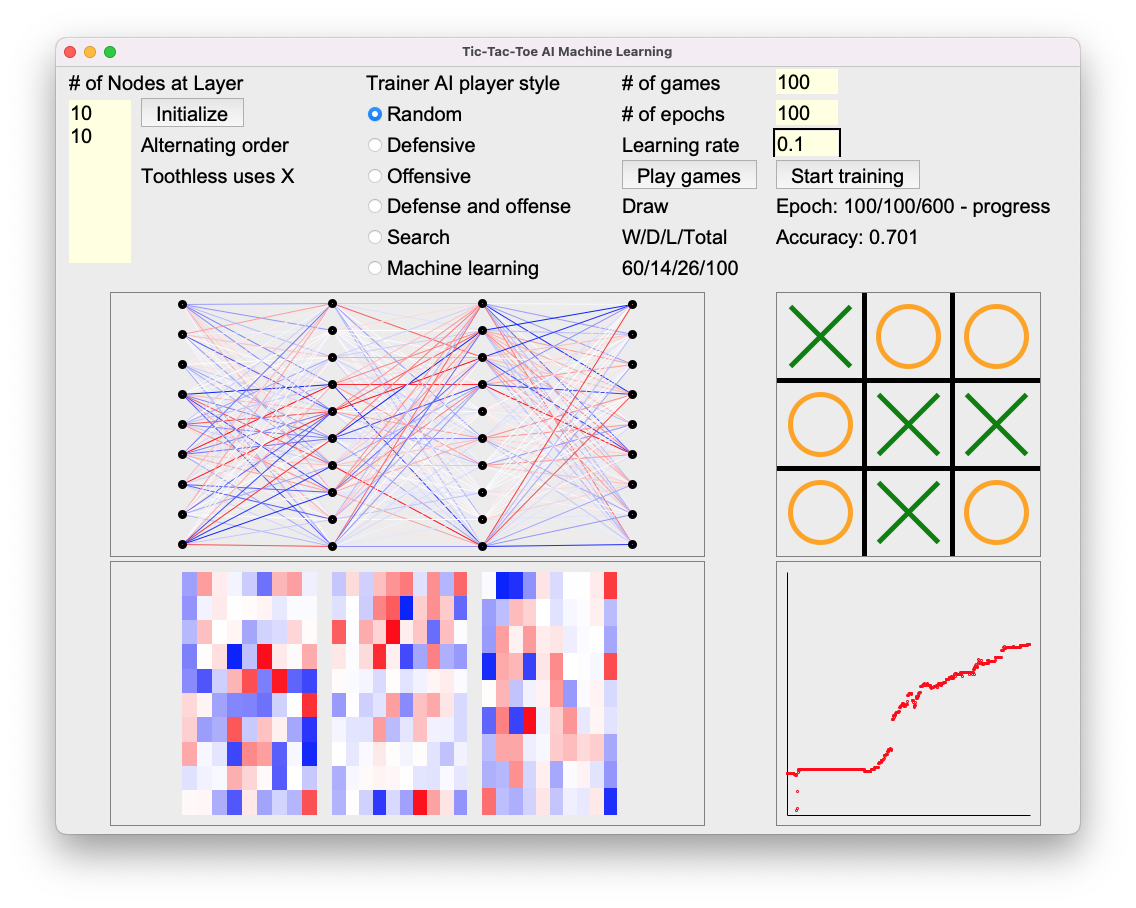 Tic-Tac-Toe AI Machine Learning
# of Nodes at Layer
10
10
Initialize
Alternating order
Toothless uses X
Trainer AI player style
Random
Defensive
Offensive
Defense and offense
Search
Machine learning
# of games 100
# of epochs 100
Learning rate 0.1
Play games Start training
Draw Epoch: 100/100/600 - progress
W/D/L/Total Accuracy: 0.701
60/14/26/100